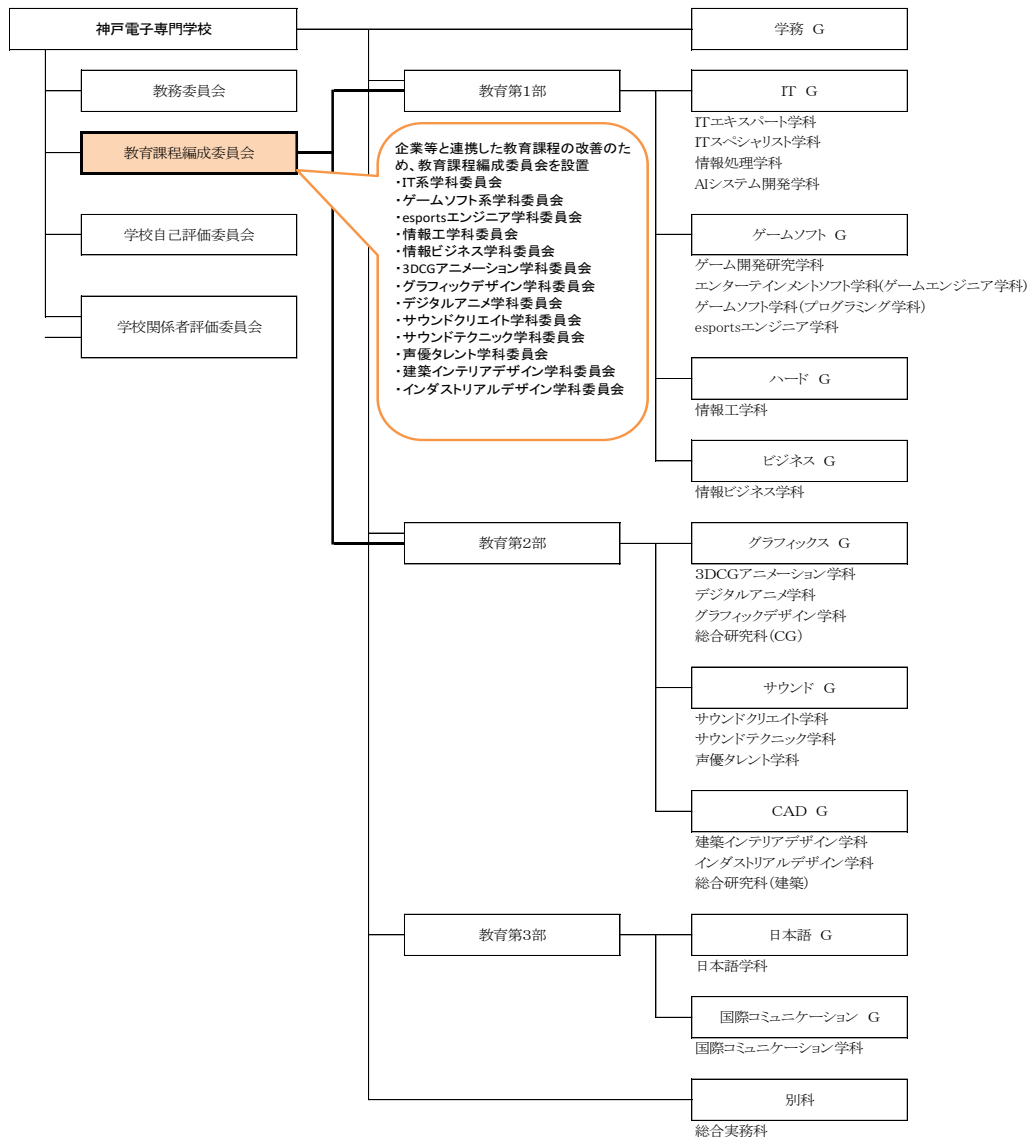 神戸電子専門学校
学務 G
教務委員会
教育第1部
IT G
ITエキスパート学科
ITスペシャリスト学科
情報処理学科
AIシステム開発学科
教育課程編成委員会
企業等と連携した教育課程の改善のた
め、教育課程編成委員会を設置
・IT系学科委員会
・ゲームソフト系学科委員会
・esportsエンジニア学科委員会
・情報工学科委員会
・情報ビジネス学科委員会
・3DCGアニメーション学科委員会
・グラフィックデザイン学科委員会
・デジタルアニメ学科委員会
・サウンドクリエイト学科委員会
・サウンドテクニック学科委員会
・声優タレント学科委員会
・建築インテリアデザイン学科委員会
・インダストリアルデザイン学科委員会
学校自己評価委員会
ゲームソフト G
ゲーム開発研究学科
エンターテインメントソフト学科(ゲームエンジニア学科)
ゲームソフト学科(プログラミング学科)
esportsエンジニア学科
学校関係者評価委員会
ハード G
情報工学科
ビジネス G
情報ビジネス学科
教育第2部
グラフィックス G
3DCGアニメーション学科
デジタルアニメ学科
グラフィックデザイン学科
総合研究科(CG)
サウンド G
サウンドクリエイト学科
サウンドテクニック学科
声優タレント学科
CAD G
建築インテリアデザイン学科
インダストリアルデザイン学科
総合研究科(建築)
教育第3部
日本語 G
日本語学科
国際コミュニケーション G
国際コミュニケーション学科
別科
総合実務科